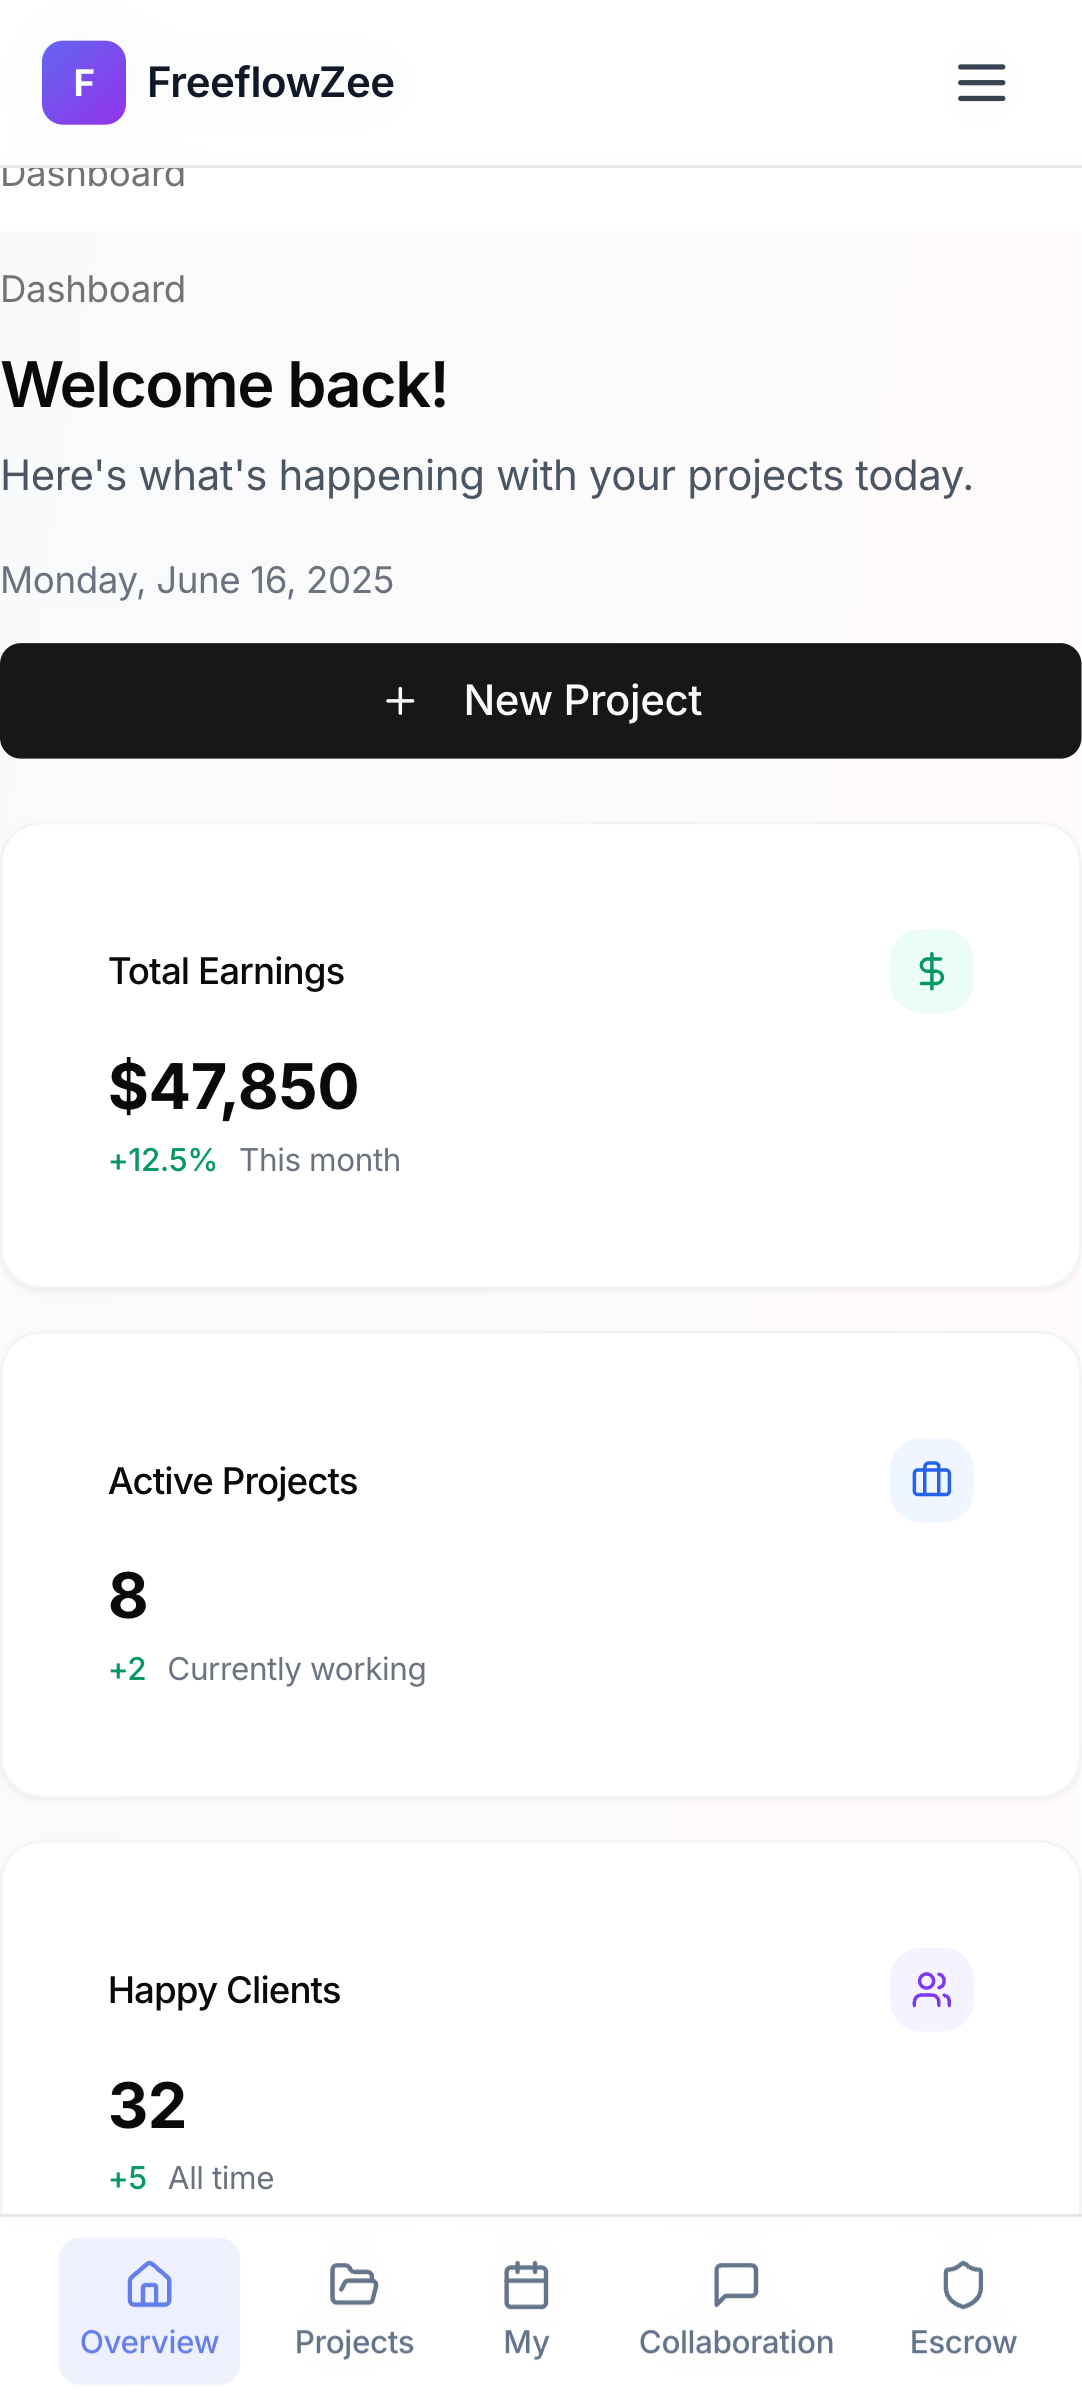 F FreeflowZee
Dashboard
Dashboard
Welcome back!
Here's what's happening with your projects today.
Monday, June 16, 2025
+ New Project
Total Earnings
$47,850
+12.5% This month
Active Projects
8
+2 Currently working
Happy Clients
32
+5 All time
Overview Projects My Collaboration Escrow